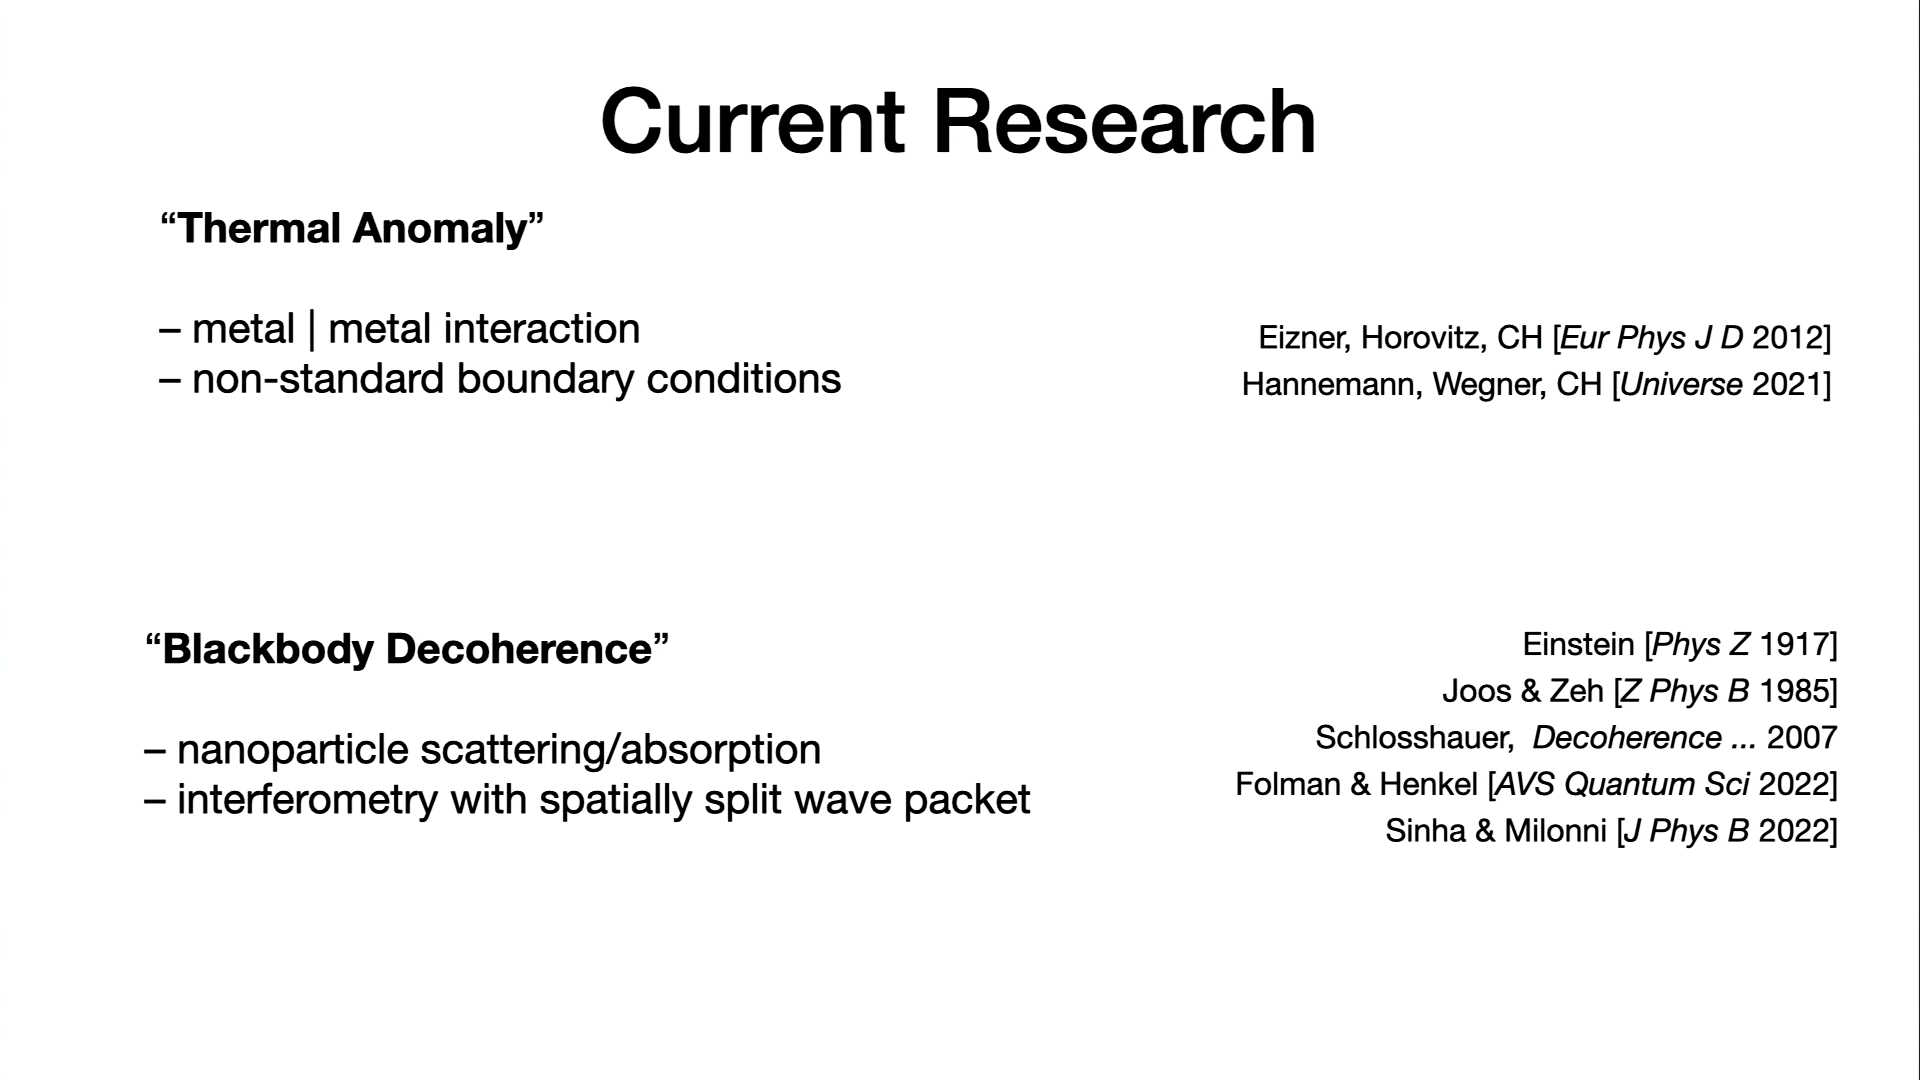 Current Research
“Thermal Anomaly”
– metal | metal interaction
– non-standard boundary conditions
Eizner, Horovitz, CH [Eur Phys J D 2012]
Hannemann, Wegner, CH [Universe 2021]
“Blackbody Decoherence”
– nanoparticle scattering/absorption
– interferometry with spatially split wave packet
Einstein [Phys Z 1917]
Joos & Zeh [Z Phys B 1985]
Schlosshauer, Decoherence ... 2007
Folman & Henkel [AVS Quantum Sci 2022]
Sinha & Milonni [J Phys B 2022]